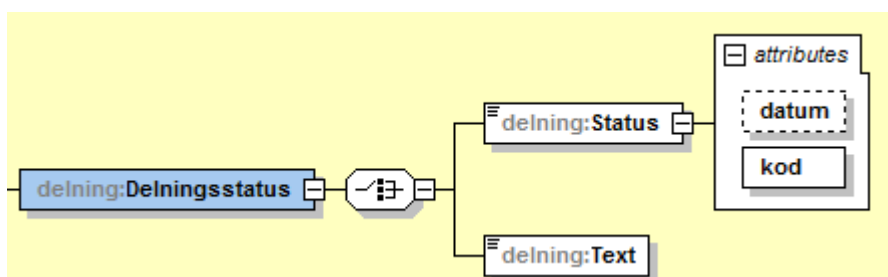 attributes
datum
delning:Status
kod
delning:Delningsstatus
delning:Text